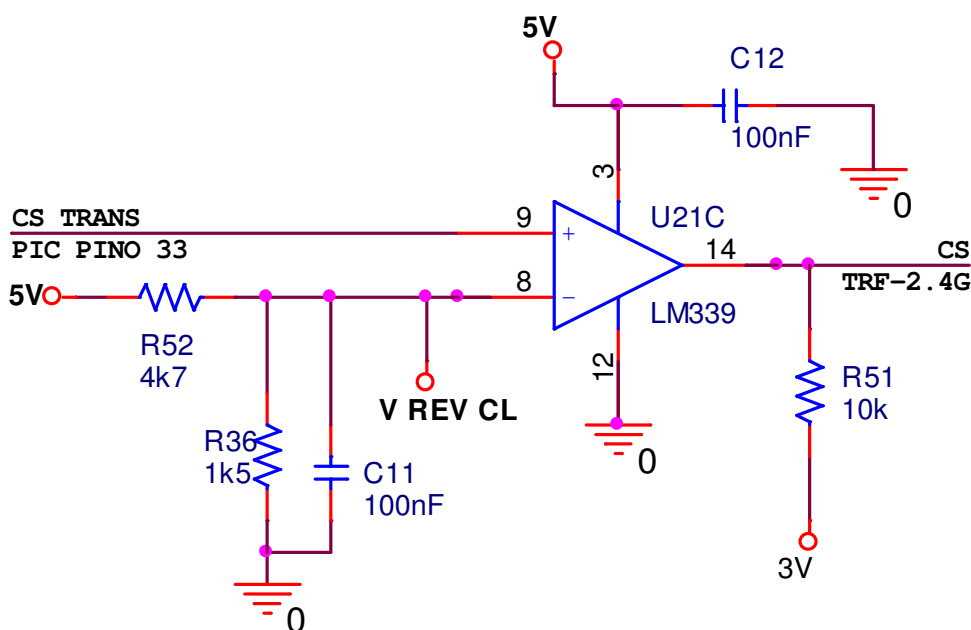 5V
C12
100nF
3
0
CS TRANS
PIC PINO 33
9
+
U21C
14
CS
TRF-2.4G
5V
8
−
LM339
R52
4k7
12
V REV CL
R51
10k
R36
1k5
C11
100nF
0
3V
0